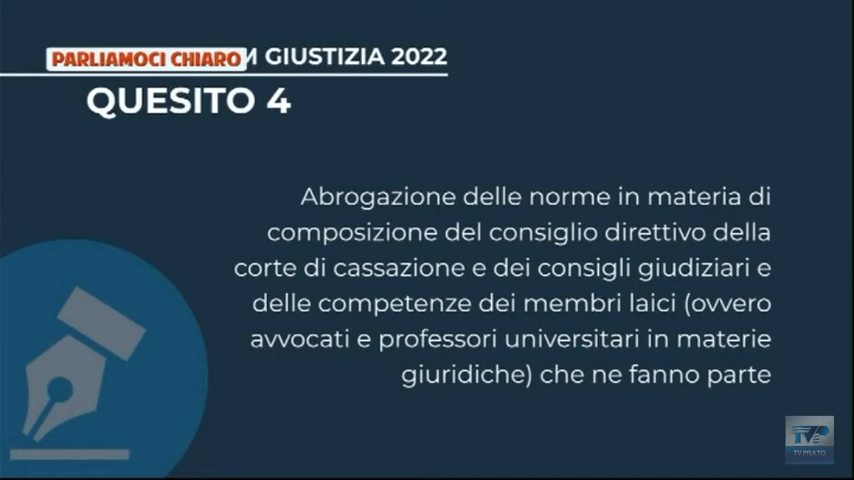 PARLIAMOCI CHIARO M GIUSTIZIA 2022
QUESITO 4
Abrogazione delle norme in materia di
composizione del consiglio direttivo della
corte di cassazione e dei consigli giudiziari e
delle competenze dei membri laici (ovvero
avvocati e professori universitari in materie
giuridiche) che ne fanno parte
TVP
TV PRATO